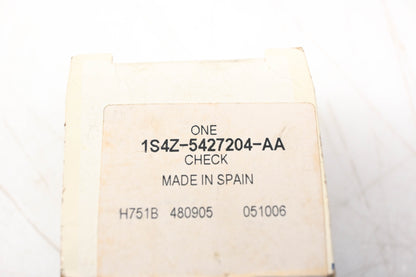 ONE
1S4Z-5427204-AA
CHECK
MADE IN SPAIN
H751B 480905 051006